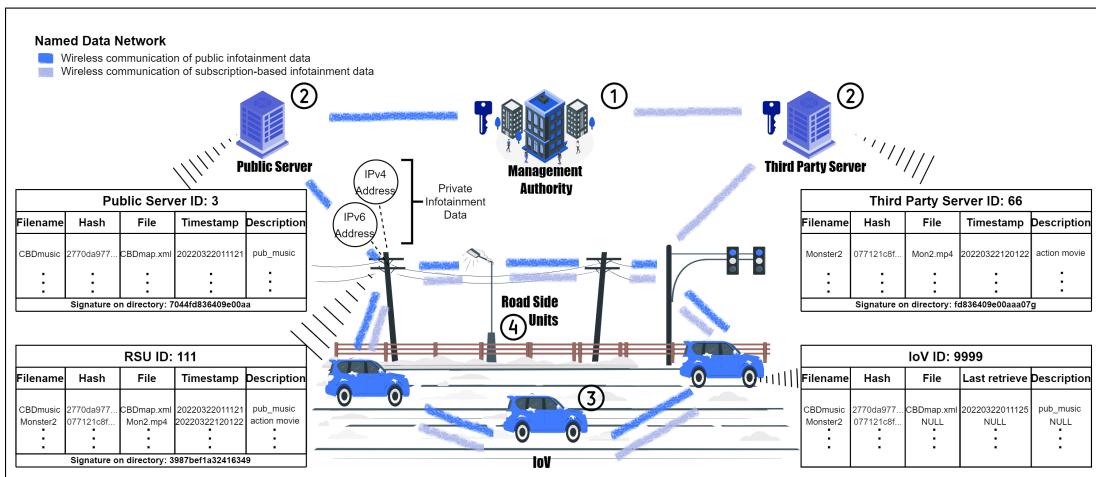 Named Data Network
Wireless communication of public infotainment data
Wireless communication of subscription-based infotainment data
2
1
2
Public Server
Management
Authority
Third Party Server
IPv4
Address
IPv6
Address
Private
Infotainment
Data
Public Server ID: 3
Filename Hash File Timestamp Description
CBDmusic 2770da977... CBDmap.xml 20220322011121 pub_music
Signature on directory: 7044fd836409e00aa
Third Party Server ID: 66
Filename Hash File Timestamp Description
Monster2 077121c8f... Mon2.mp4 20220322120122 action movie
Signature on directory: fd836409e00aaa07g
Road Side
Units
4
RSU ID: 111
Filename Hash File Timestamp Description
CBDmusic 2770da977... CBDmap.xml 20220322011121 pub_music
Monster2 077121c8f... Mon2.mp4 20220322120122 action movie
Signature on directory: 3987bef1a32416349
3
IoV
IoV ID: 9999
Filename Hash File Last retrieve Description
CBDmusic 2770da977... CBDmap.xml 20220322011125 pub_music
Monster2 077121c8f... NULL NULL NULL